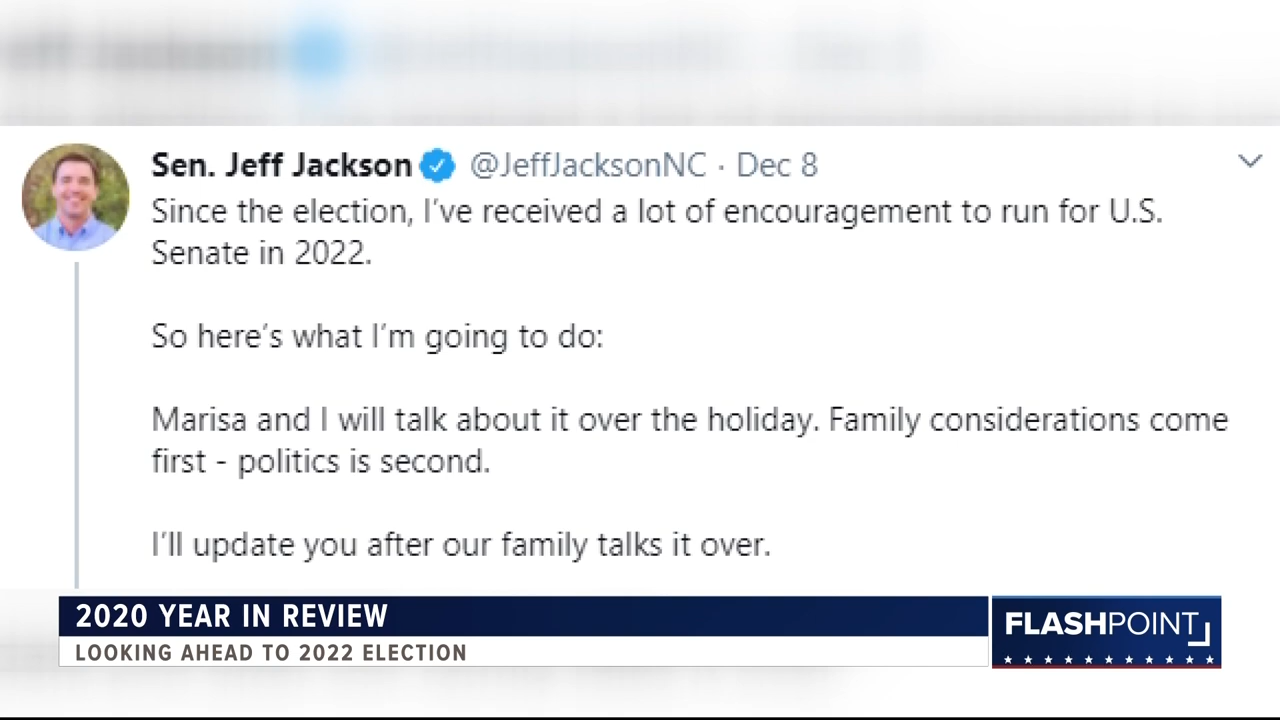 Sen. Jeff Jackson @JeffJacksonNC · Dec 8
Since the election, I've received a lot of encouragement to run for U.S.
Senate in 2022.
So here's what I'm going to do:
Marisa and I will talk about it over the holiday. Family considerations come
first - politics is second.
I'll update you after our family talks it over.
2020 YEAR IN REVIEW
LOOKING AHEAD TO 2022 ELECTION
FLASHPOINT